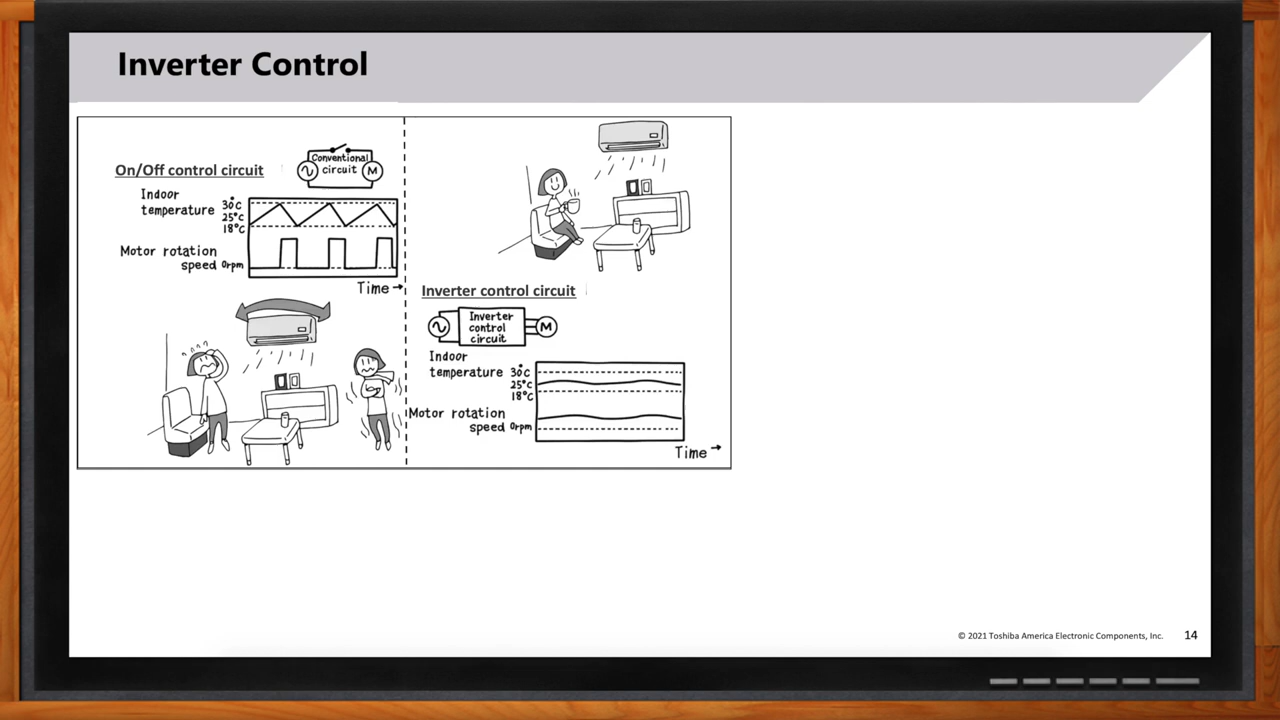 Inverter Control
On/Off control circuit
Conventional
circuit
M
Indoor
temperature
30°C
25°C
18°C
Motor rotation
speed 0rpm
Time
Inverter control circuit
Inverter
control
circuit
M
Indoor
temperature
30°C
25°C
18°C
Motor rotation
speed 0rpm
Time
© 2021 Toshiba America Electronic Components, Inc. 14